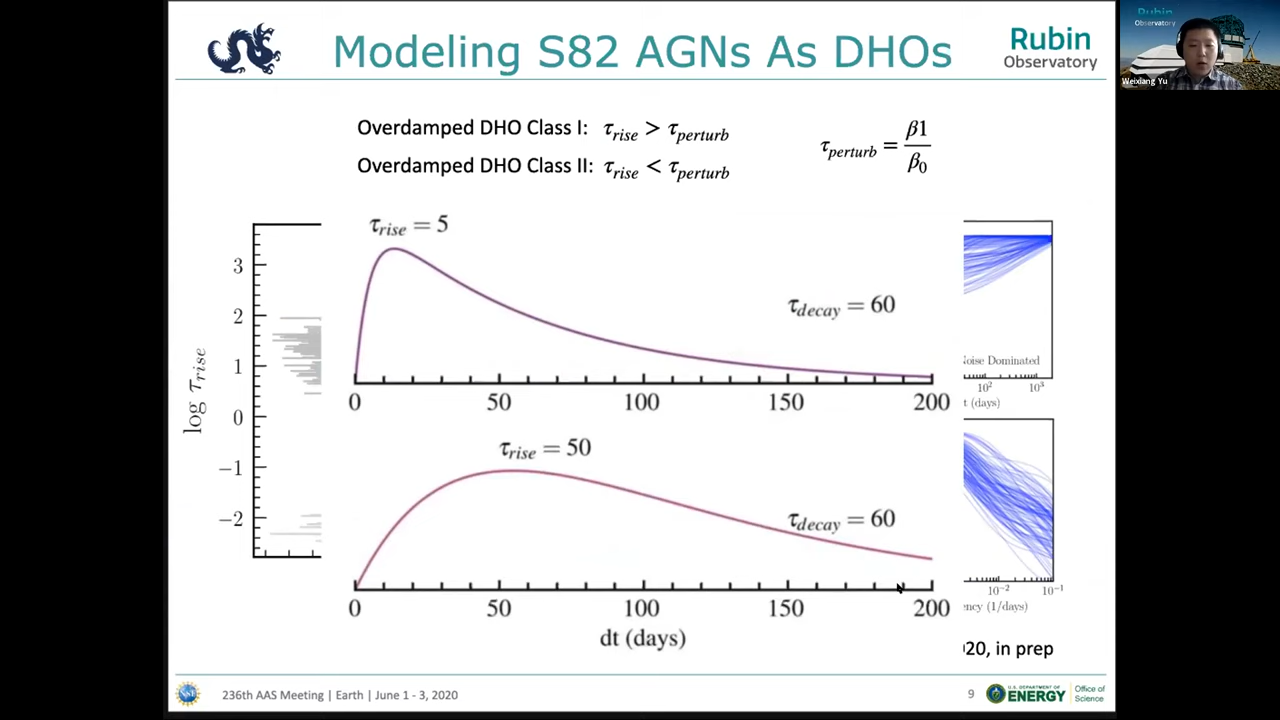 Modeling S82 AGNs As DHOs
Rubin
Observatory
Rubin
Observatory
Weixiang Yu
Overdamped DHO Class I: τrise > τperturb
Overdamped DHO Class II: τrise < τperturb
τperturb = β1 / β0
τrise = 5
τdecay = 60
0 50 100 150 200
τrise = 50
τdecay = 60
0 50 100 150 200
dt (days)
log τrise
3
2
1
0
−1
−2
Noise Dominated
10² 10³
t (days)
10⁻² 10⁻¹
ency (1/days)
020, in prep
236th AAS Meeting | Earth | June 1 - 3, 2020
9
U.S. DEPARTMENT OF
ENERGY
Office of
Science
NSF